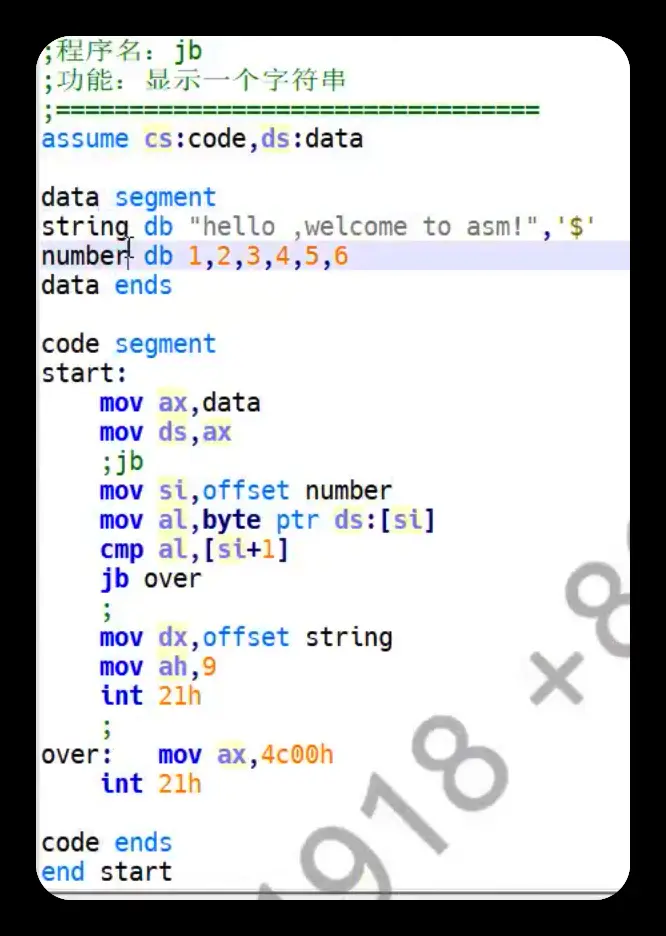 ;程序名：jb
;功能：显示一个字符串
;=================================
assume cs:code,ds:data
data segment
string db "hello ,welcome to asm!",'$'
number db 1,2,3,4,5,6
data ends
code segment
start:
mov ax,data
mov ds,ax
;jb
mov si,offset number
mov al,byte ptr ds:[si]
cmp al,[si+1]
jb over
;
mov dx,offset string
mov ah,9
int 21h
;
over: mov ax,4c00h
int 21h
code ends
end start